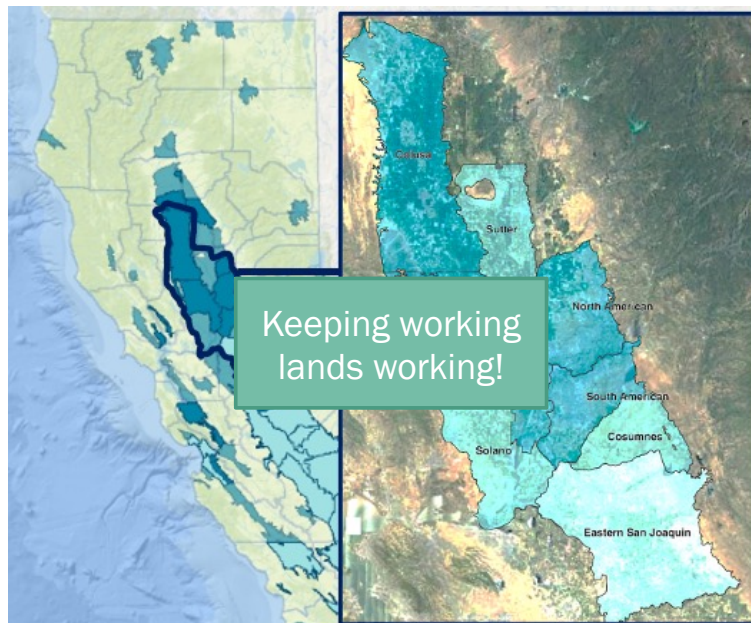 Colusa
Sutter
North American
Keeping working
lands working!
South American
Cosumnes
Solano
Eastern San Joaquin